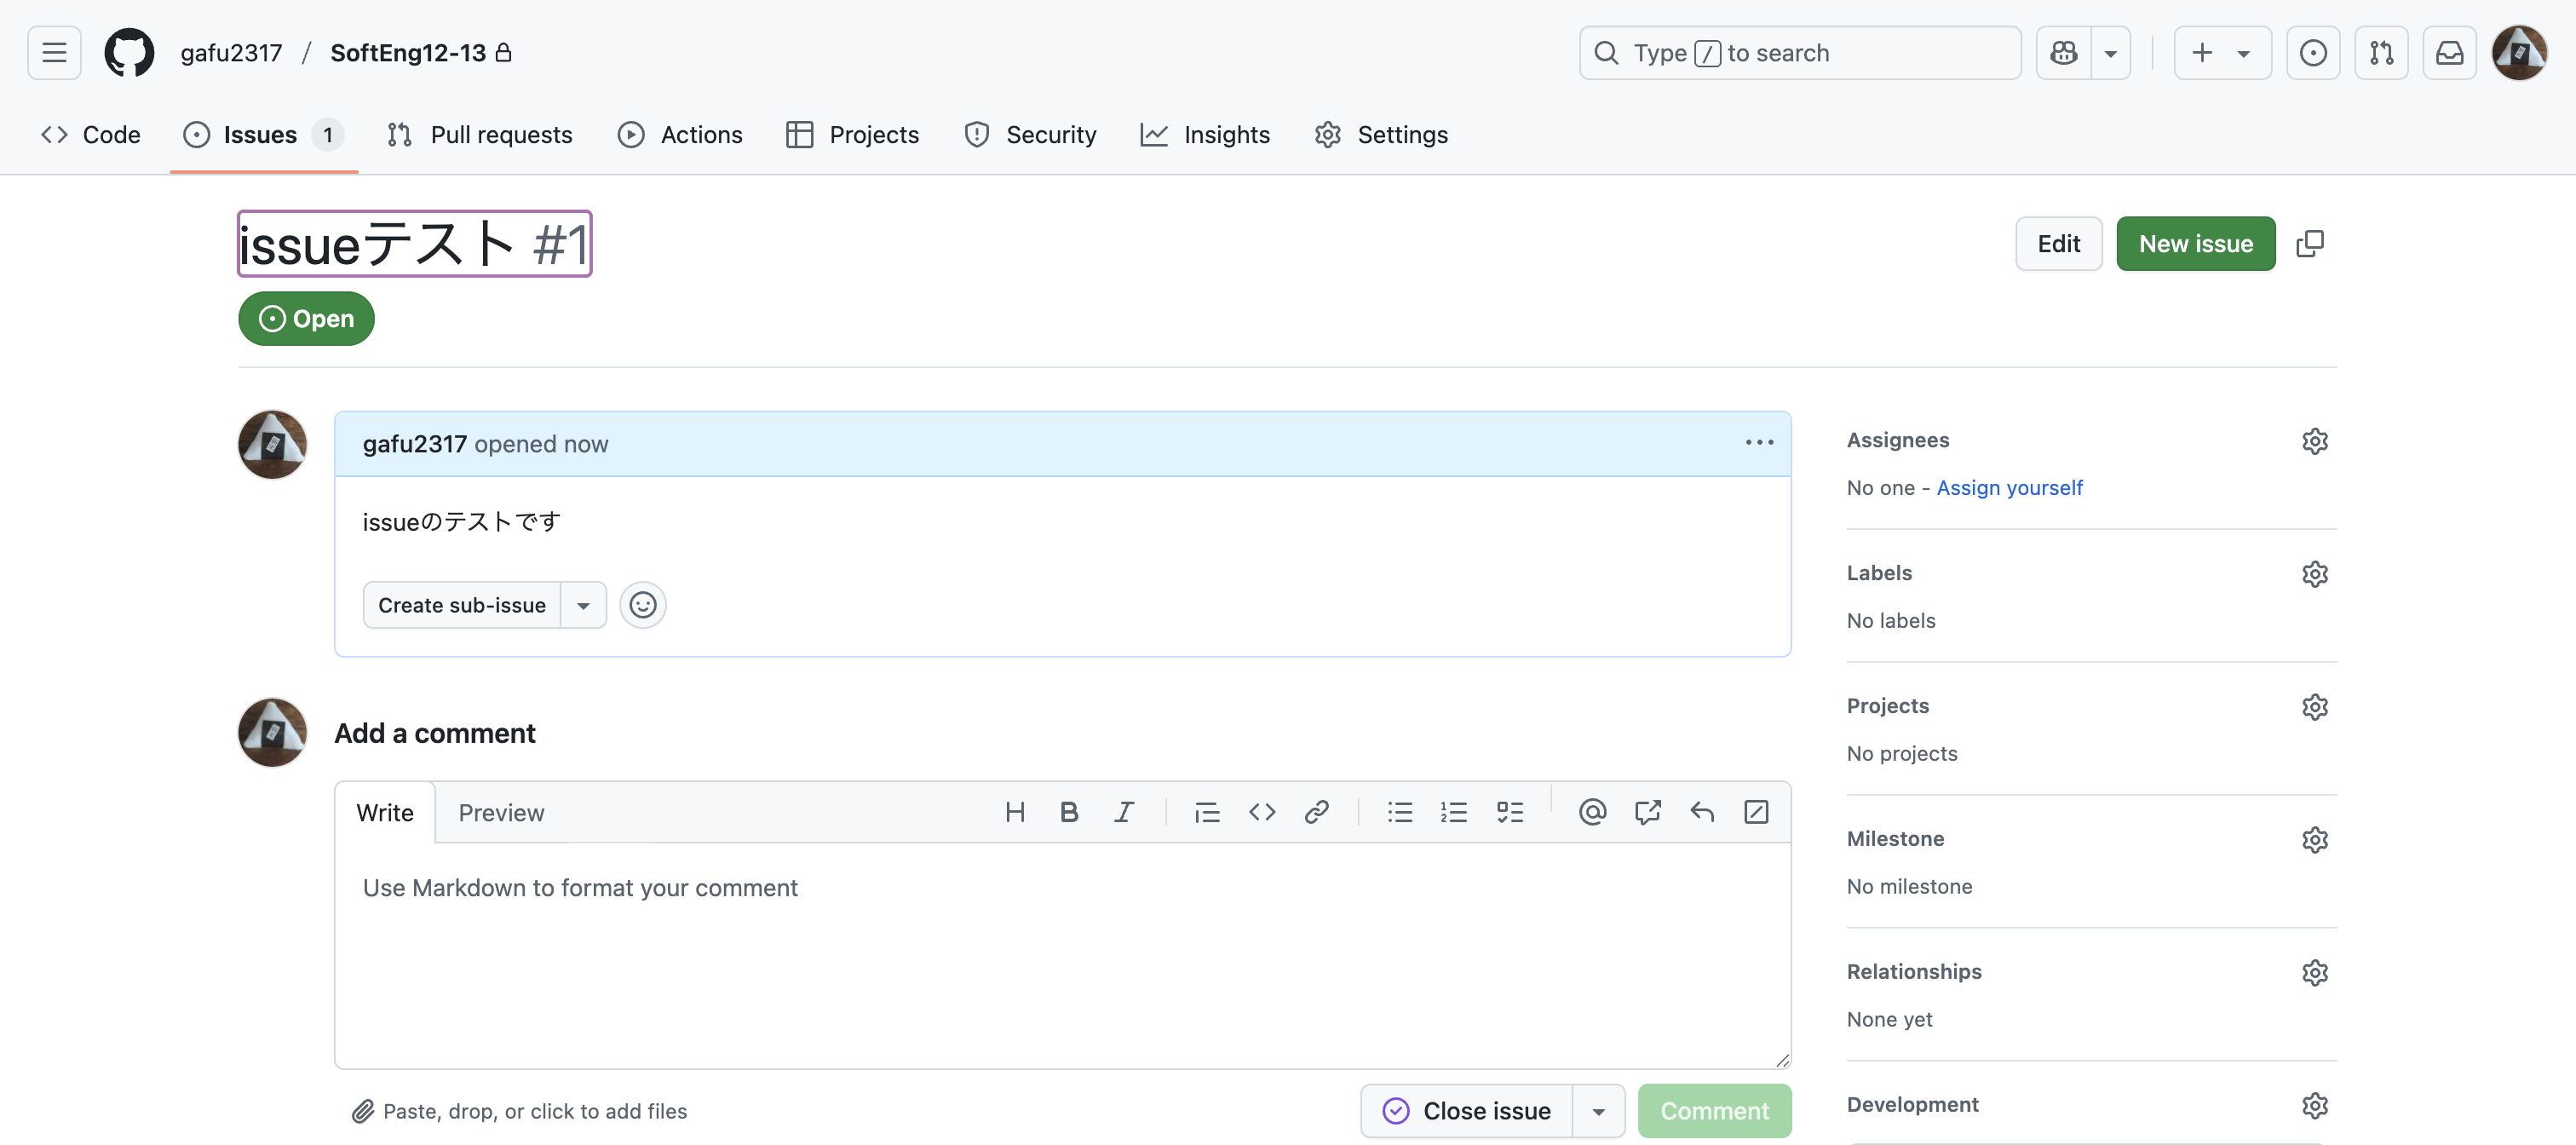 gafu2317 / SoftEng12-13
Type / to search
Code Issues 1 Pull requests Actions Projects Security Insights Settings
issueテスト #1
Edit New issue
Open
gafu2317 opened now
issueのテストです
Create sub-issue
Add a comment
Write Preview
Use Markdown to format your comment
Paste, drop, or click to add files
Close issue Comment
Assignees
No one - Assign yourself
Labels
No labels
Projects
No projects
Milestone
No milestone
Relationships
None yet
Development